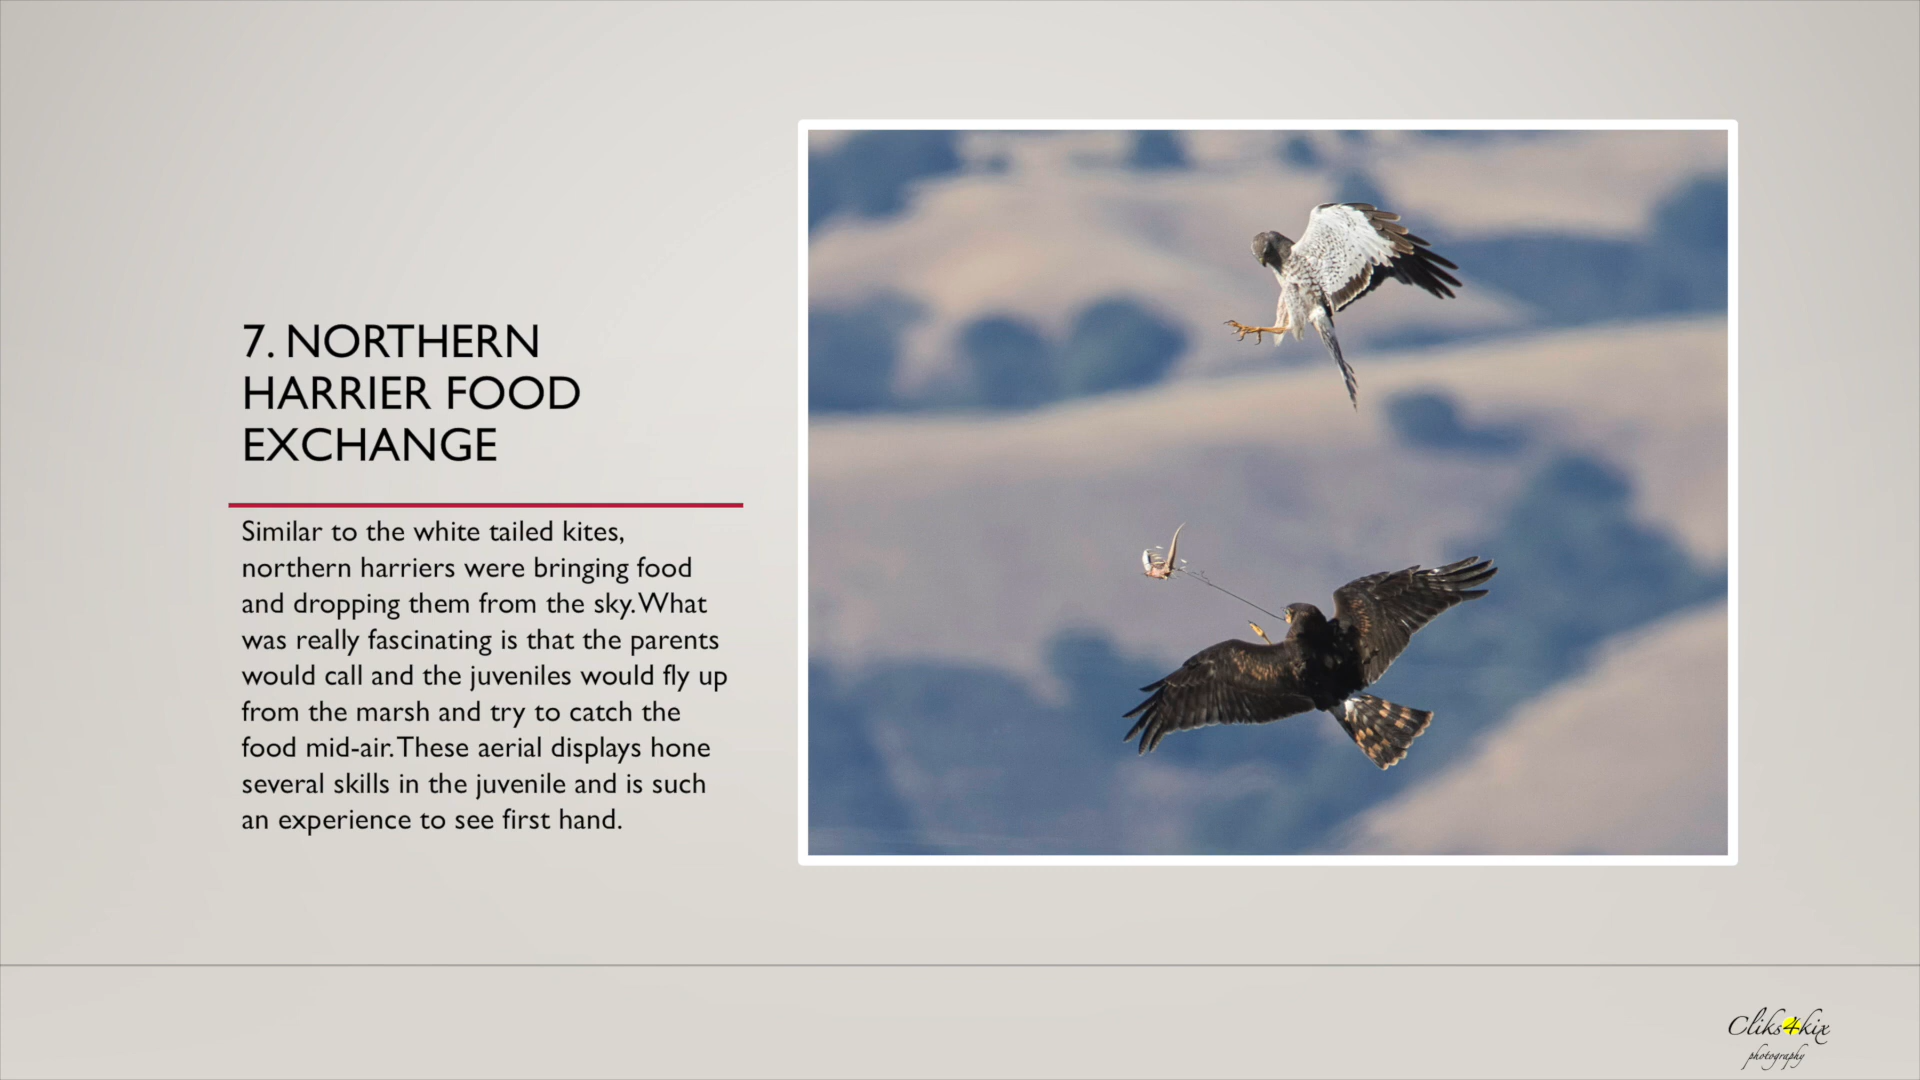 7. NORTHERN
HARRIER FOOD
EXCHANGE
Similar to the white tailed kites,
northern harriers were bringing food
and dropping them from the sky. What
was really fascinating is that the parents
would call and the juveniles would fly up
from the marsh and try to catch the
food mid-air. These aerial displays hone
several skills in the juvenile and is such
an experience to see first hand.
Cliks4kix
photography